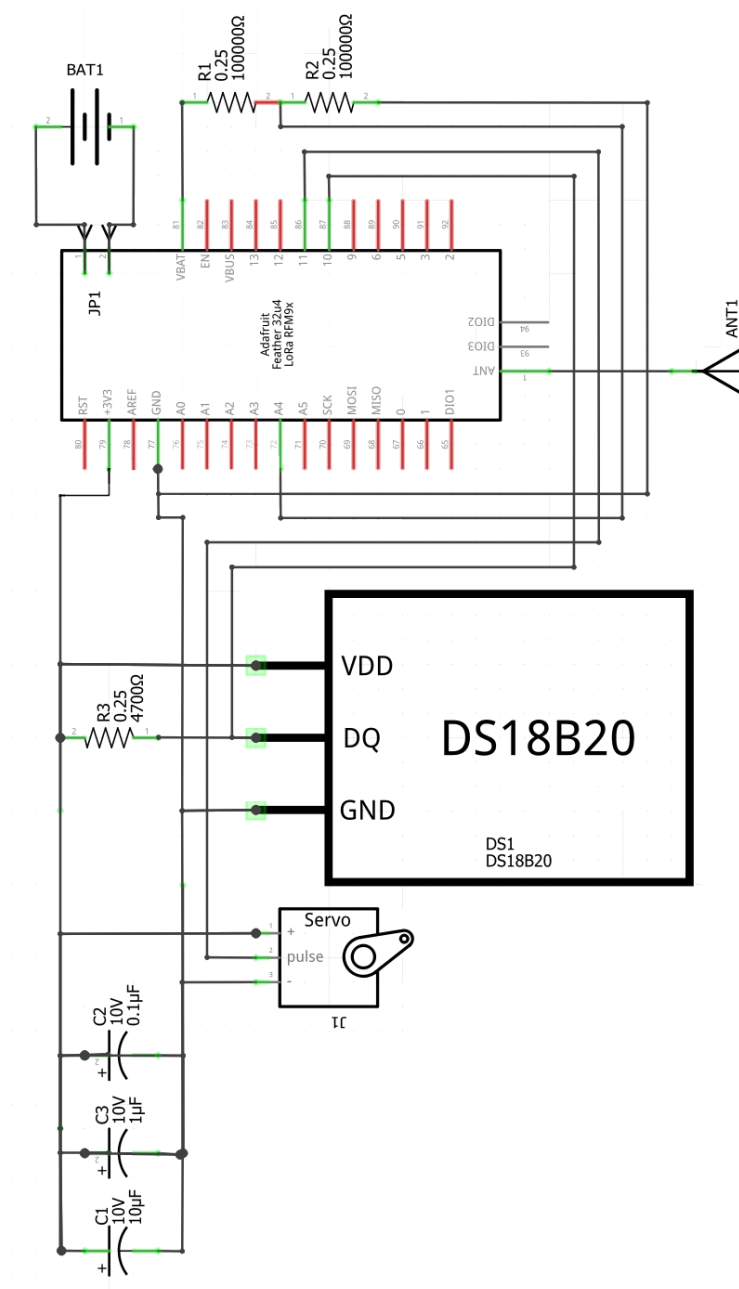 R1
0.25
100000Ω
R2
0.25
100000Ω
BAT1
2
1
1
2
1
2
81
82
83
84
85
86
87
88
89
90
91
92
VBAT
EN
VBUS
13
12
11
10
9
6
5
3
2
1
2
JP1
Adafruit
Feather 32u4
LoRa RFM9x
DIO2
94
DIO3
93
ANT
1
ANT1
RST
+3V3
AREF
GND
A0
A1
A2
A3
A4
A5
SCK
MOSI
MISO
0
1
DIO1
80
79
78
77
76
75
74
73
72
71
70
69
68
67
66
65
VDD
R3
0.25
4700Ω
2
1
DQ
DS18B20
GND
DS1
DS18B20
Servo
1
+
2
pulse
3
-
J1
C2
10V
0.1µF
2
+
C3
10V
1µF
2
+
C1
10V
10µF
+